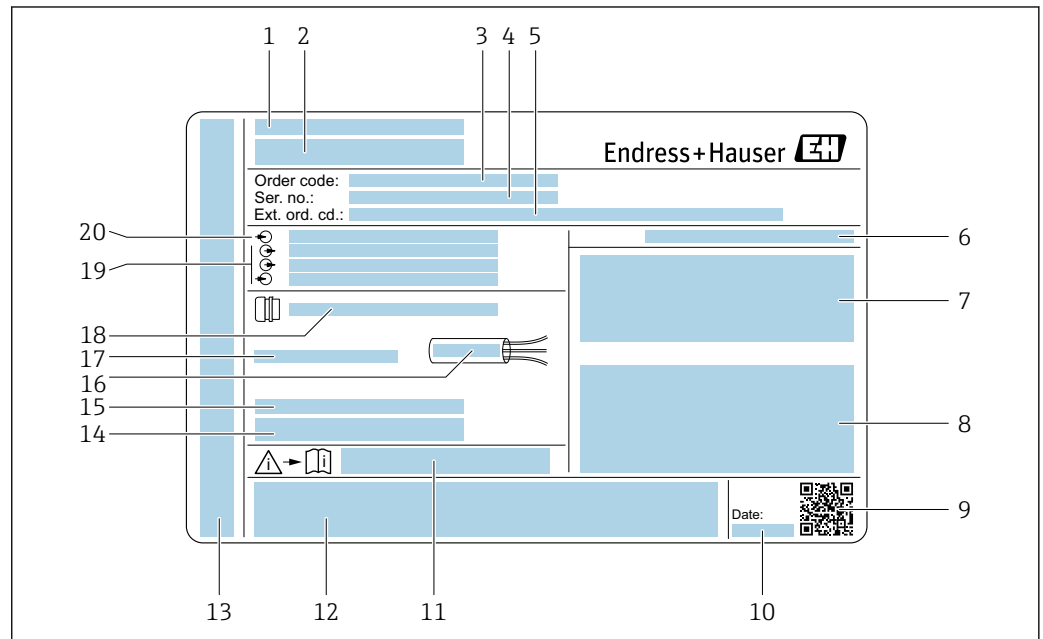 1 2 3 4 5
Endress+Hauser EH
Order code:
Ser. no.:
Ext. ord. cd.:
20
19
6
7
18
17
16
15
14
8
i i
Date:
9
13 12 11 10